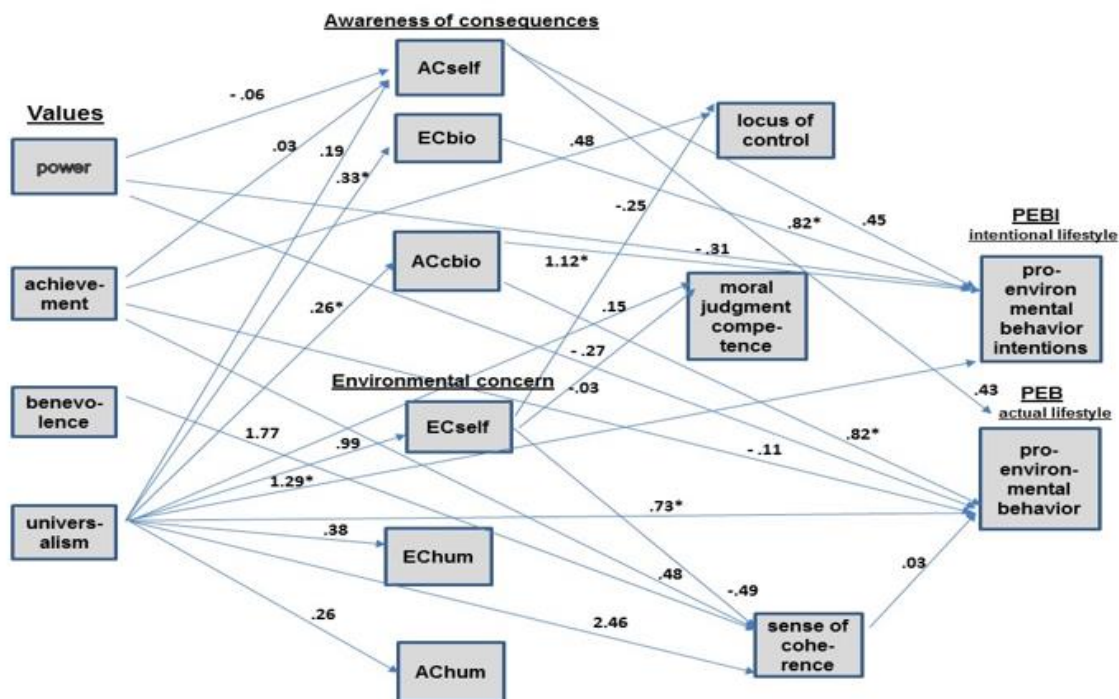 Awareness of consequences
ACself
- .06
Values
power
ECbio
locus of
control
.03
.19
.48
.33*
-.25
.82*
.45
PEBI
intentional lifestyle
ACcbio
1.12*
-.31
pro-
environ
mental
behavior
intentions
achieve-
ment
.26*
.15
moral
judgment
compe-
tence
- .27
Environmental concern
-.03
benevo-
lence
ECself
.43
PEB
actual lifestyle
1.77
.99
.82*
- .11
1.29*
pro-
environ-
mental
behavior
univers-
alism
.73*
.38
EChum
.48
-.49
.03
.26
2.46
sense of
cohe-
rence
AChum